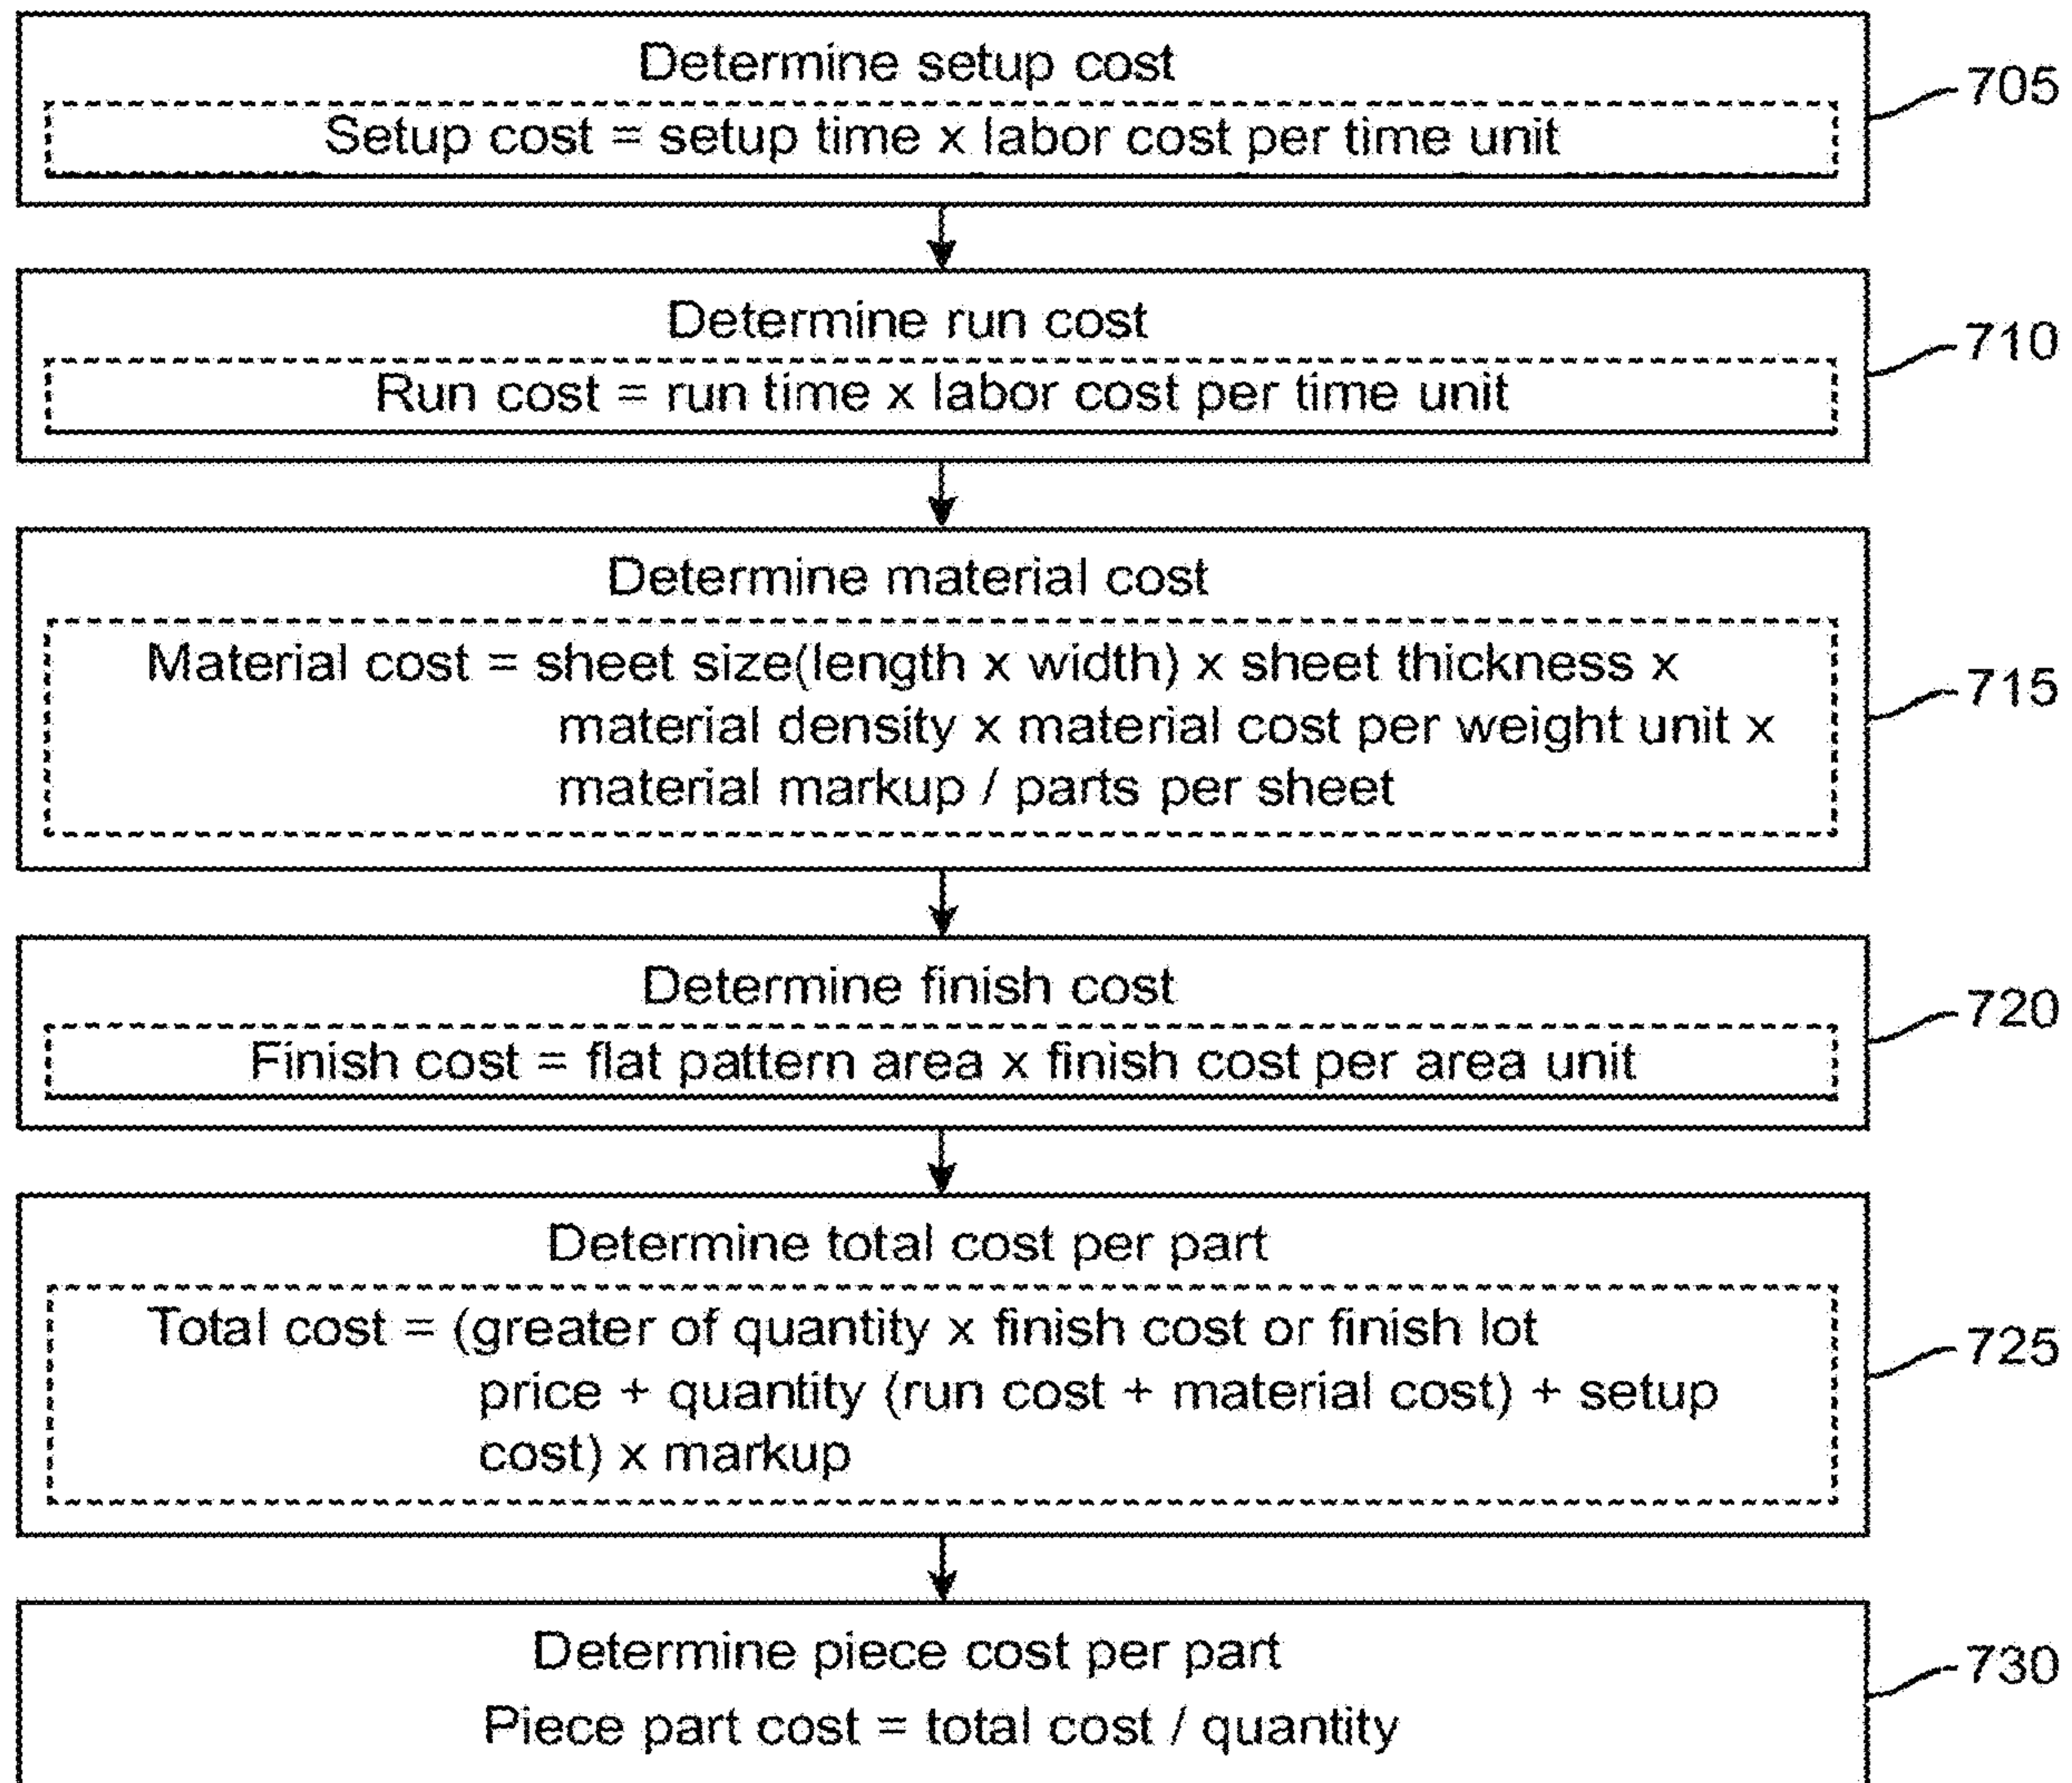 Determine setup cost
705
Setup cost = setup time x labor cost per time unit
Determine run cost
710
Run cost = run time x labor cost per time unit
Determine material cost
Material cost = sheet size(length x width) x sheet thickness x
715
material density x material cost per weight unit x
material markup / parts per sheet
Determine finish cost
720
Finish cost = flat pattern area x finish cost per area unit
Determine total cost per part
Total cost = (greater of quantity x finish cost or finish lot
725
price + quantity (run cost + material cost) + setup
cost) x markup
Determine piece cost per part
730
Piece part cost = total cost / quantity